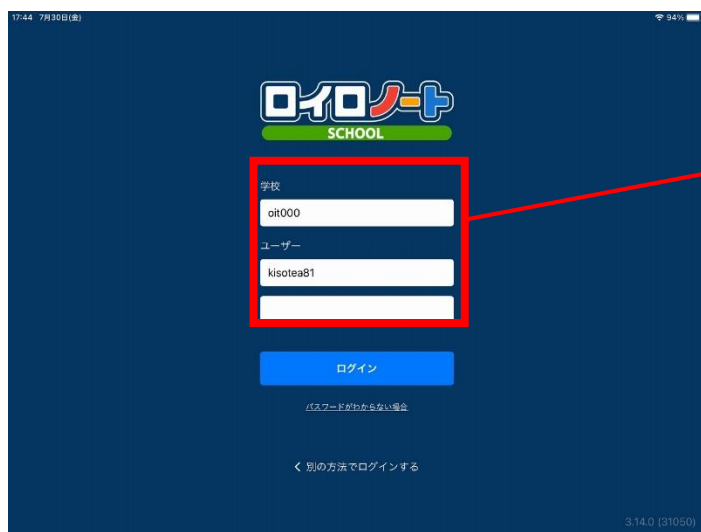 17:44 7月30日(金)
94%
ロイロノート
SCHOOL
学校
oit000
ユーザー
kisotea81
ログイン
パスワードがわからない場合
く 別の方法でログインする
3.14.0 (31050)